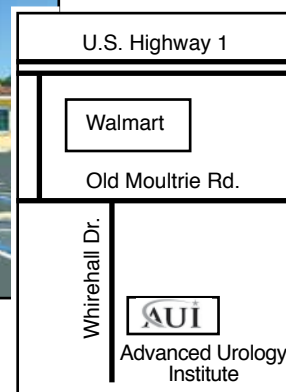 U.S. Highway 1
Walmart
Old Moultrie Rd.
Whirehall Dr.
AUI
Advanced Urology
Institute